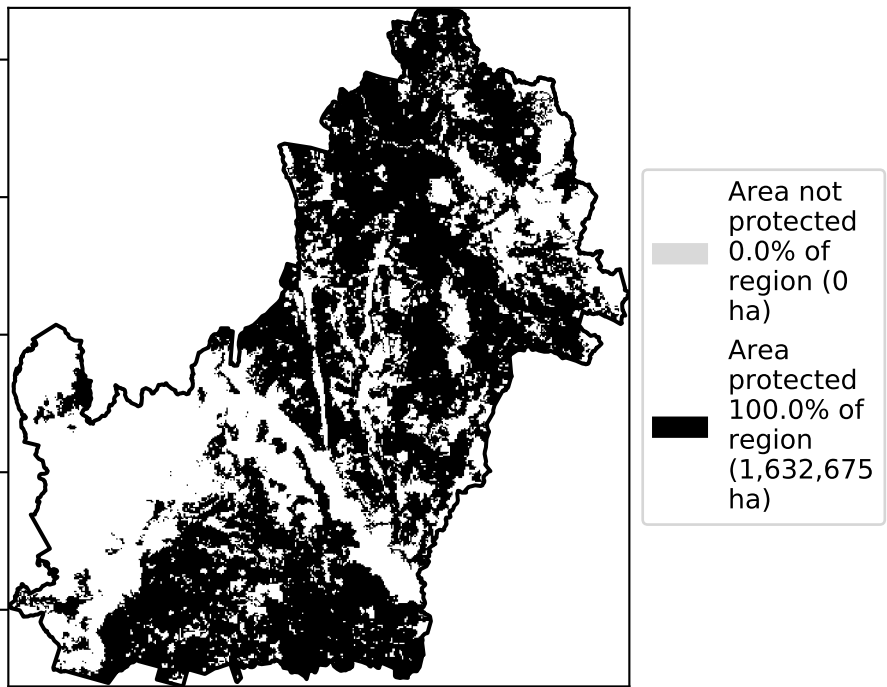 Area not
protected
0.0% of
region (0
ha)
Area
protected
100.0% of
region
(1,632,675
ha)